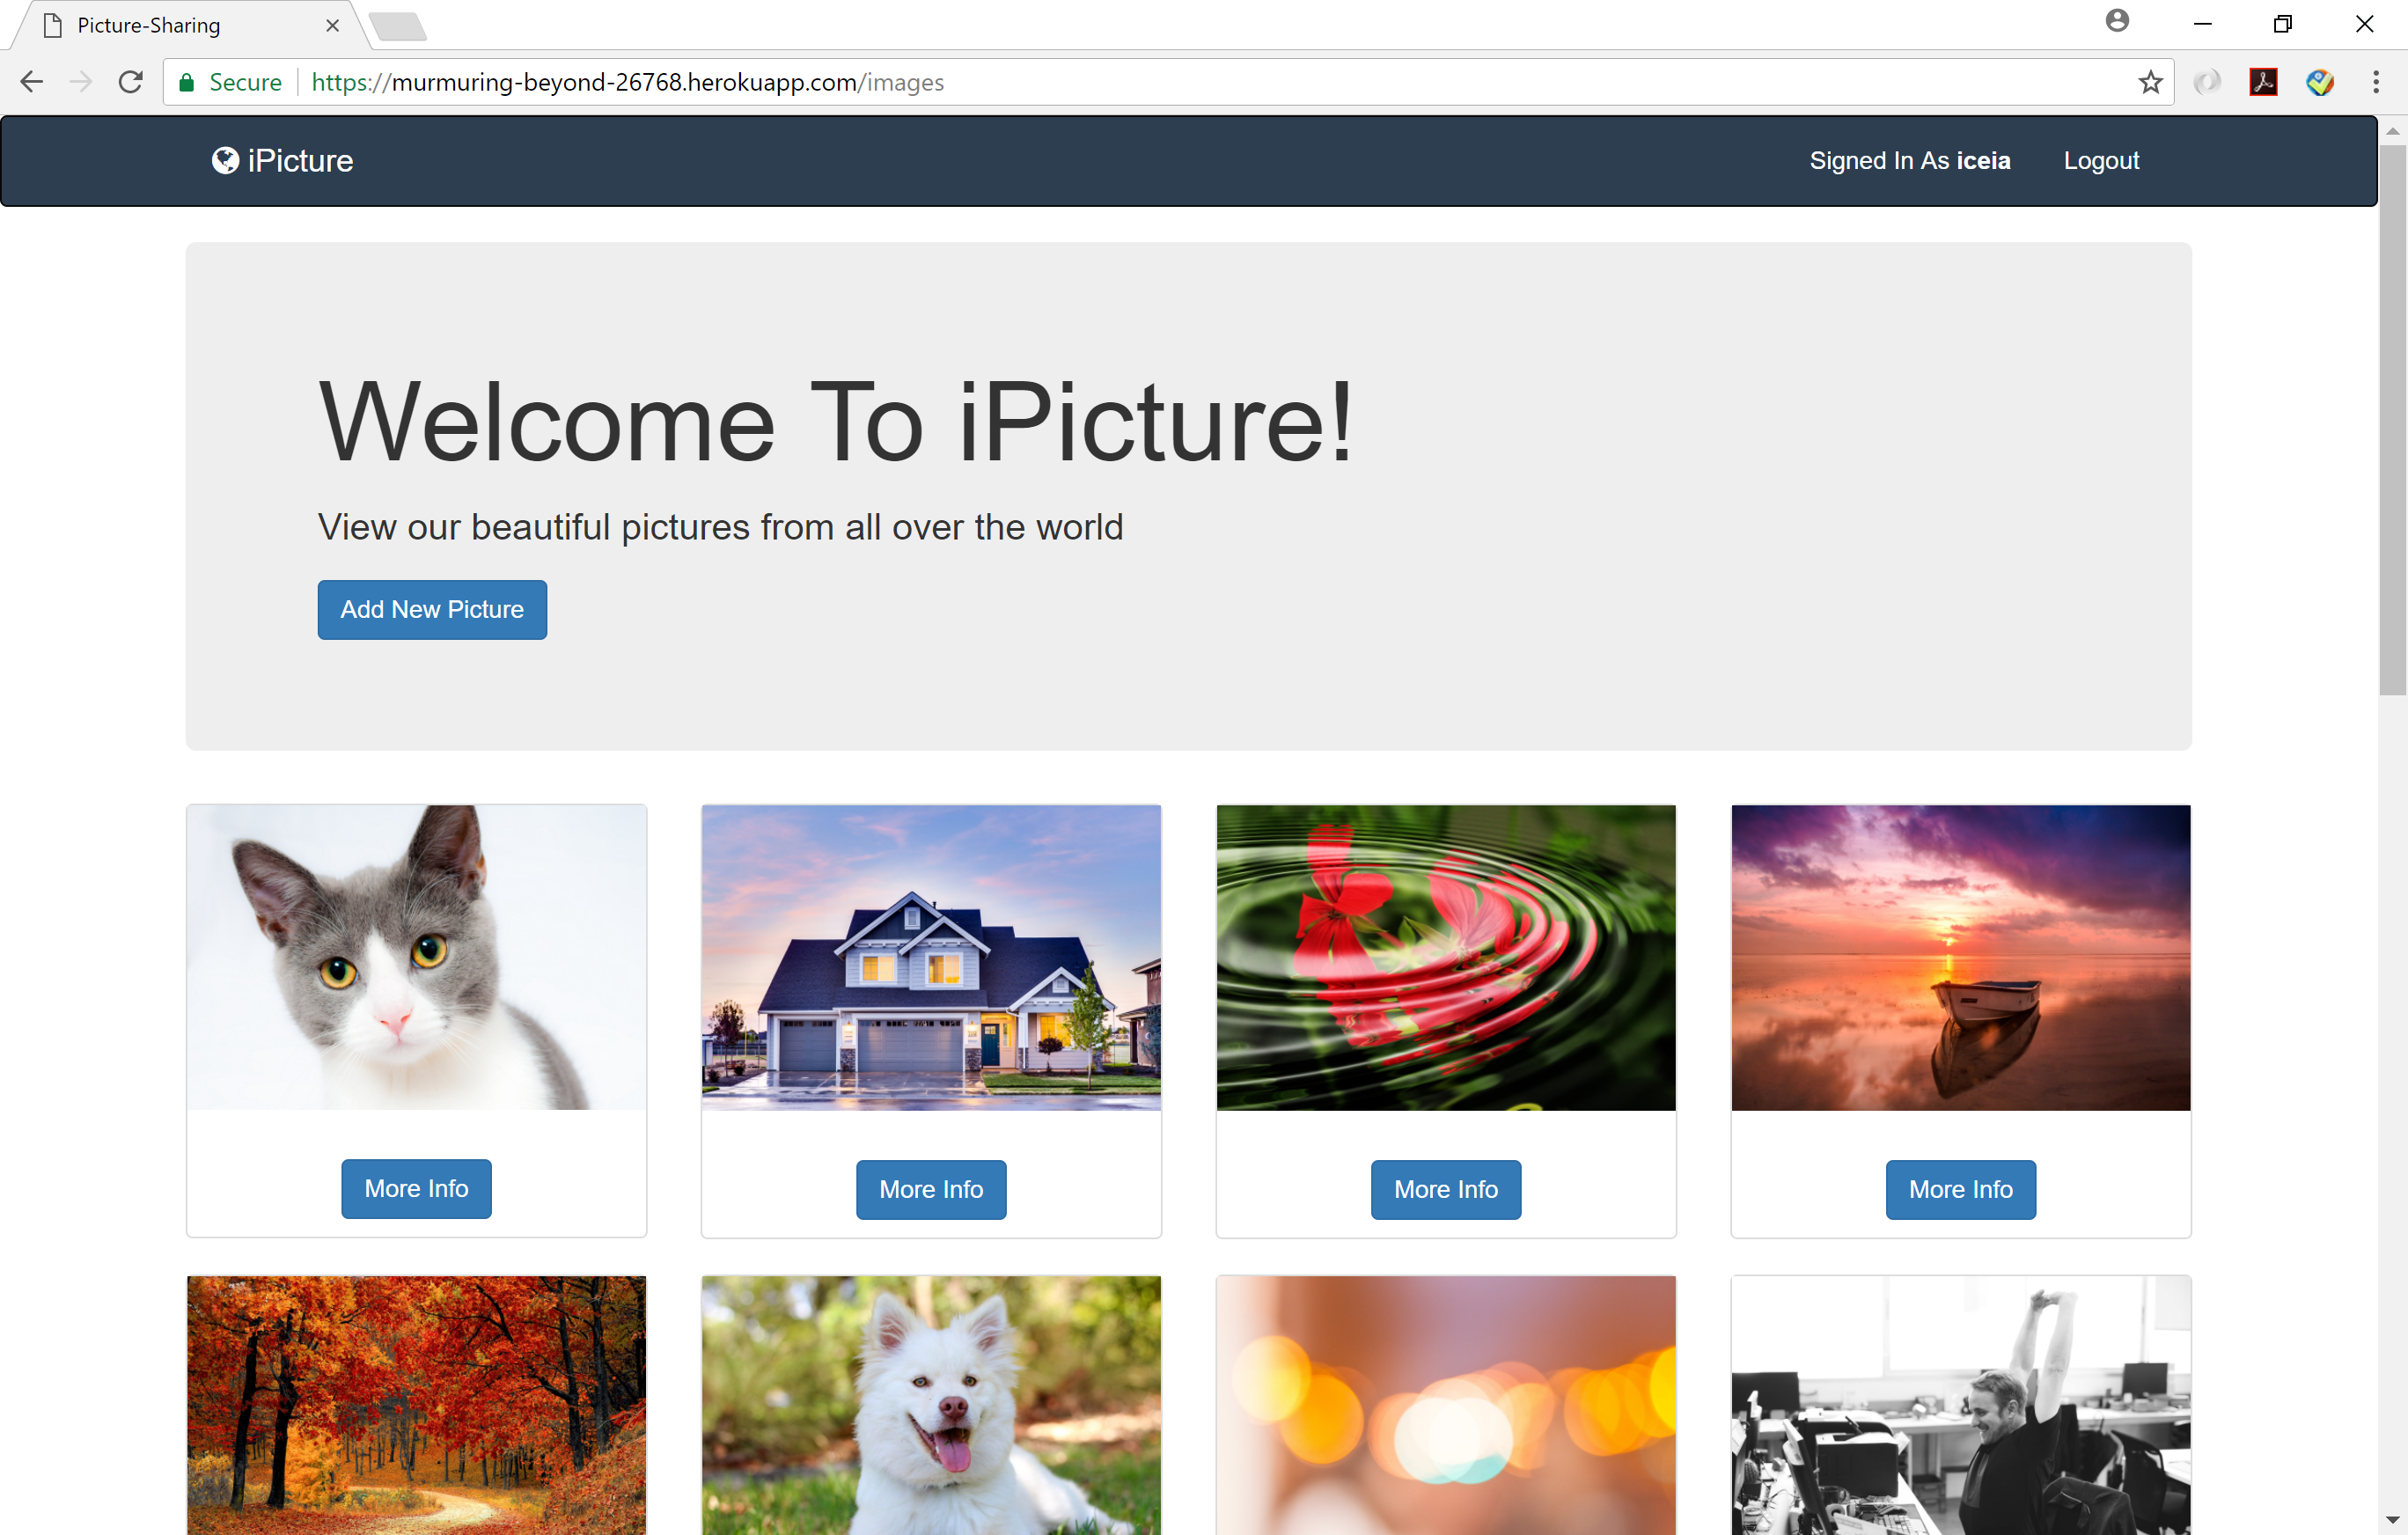 Picture-Sharing
Secure https://murmuring-beyond-26768.herokuapp.com/images
iPicture Signed In As iceia Logout
Welcome To iPicture!
View our beautiful pictures from all over the world
Add New Picture
More Info More Info More Info More Info